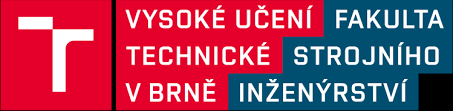 VYSOKÉ UČENÍ FAKULTA
TECHNICKÉ STROJNÍHO
V BRNĚ INŽENÝRSTVÍ